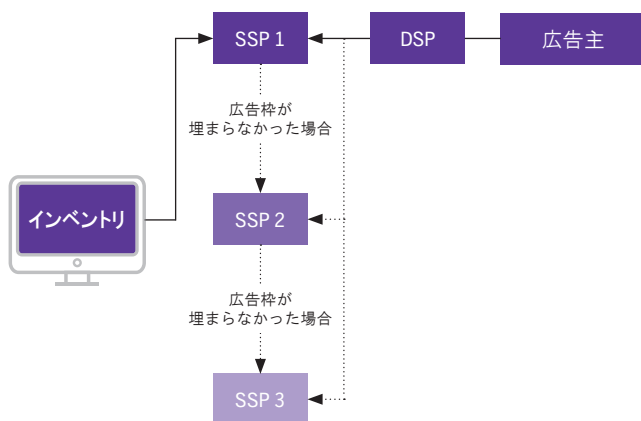 SSP 1
DSP
広告主
広告枠が
埋まらなかった場合
インベントリ
SSP 2
広告枠が
埋まらなかった場合
SSP 3